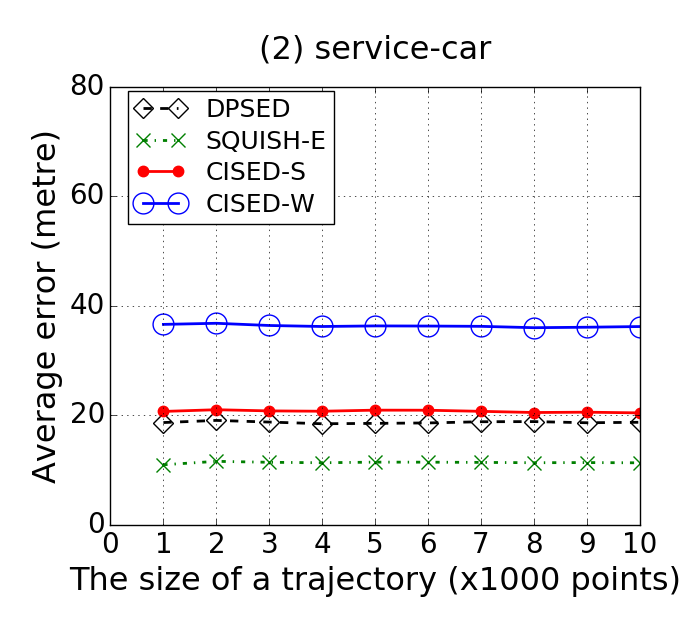 (2) service-car
80
60
40
20
0
Average error (metre)
DPSED
SQUISH-E
CISED-S
CISED-W
0 1 2 3 4 5 6 7 8 9 10
The size of a trajectory (x1000 points)